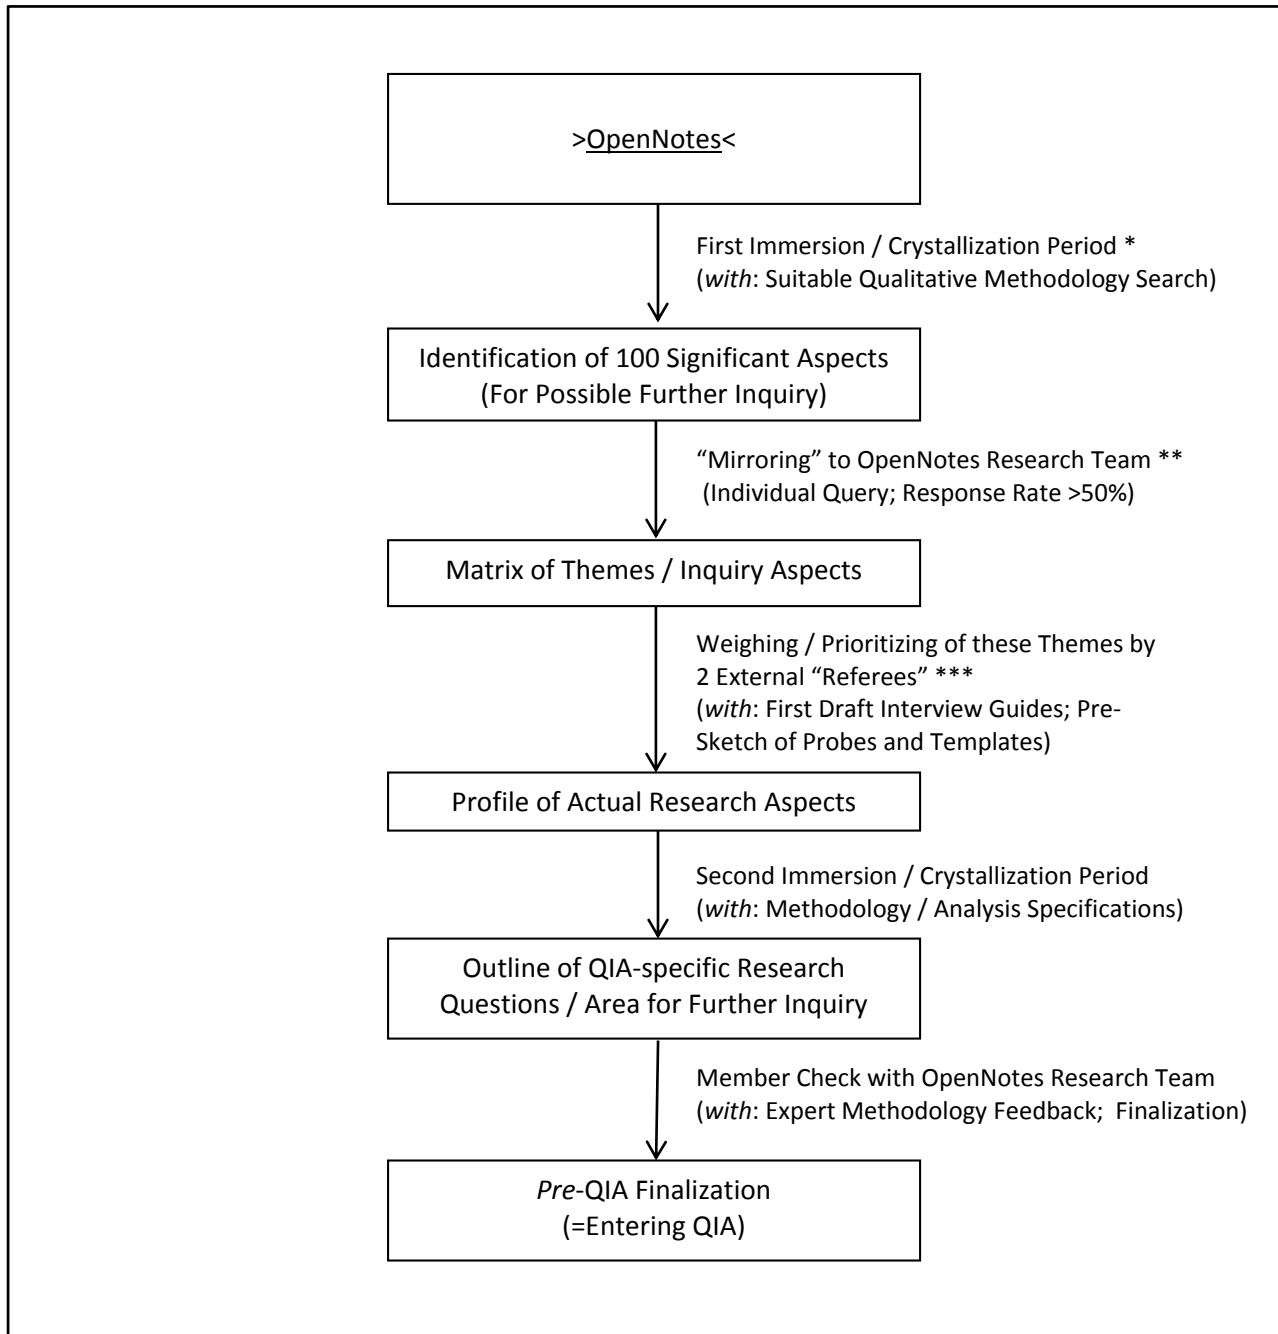 >OpenNotes<
First Immersion / Crystallization Period *
(with: Suitable Qualitative Methodology Search)
Identification of 100 Significant Aspects
(For Possible Further Inquiry)
“Mirroring” to OpenNotes Research Team **
(Individual Query; Response Rate >50%)
Matrix of Themes / Inquiry Aspects
Weighing / Prioritizing of these Themes by
2 External “Referees” ***
(with: First Draft Interview Guides; Pre-
Sketch of Probes and Templates)
Profile of Actual Research Aspects
Second Immersion / Crystallization Period
(with: Methodology / Analysis Specifications)
Outline of QIA-specific Research
Questions / Area for Further Inquiry
Member Check with OpenNotes Research Team
(with: Expert Methodology Feedback;  Finalization)
Pre-QIA Finalization
(=Entering QIA)